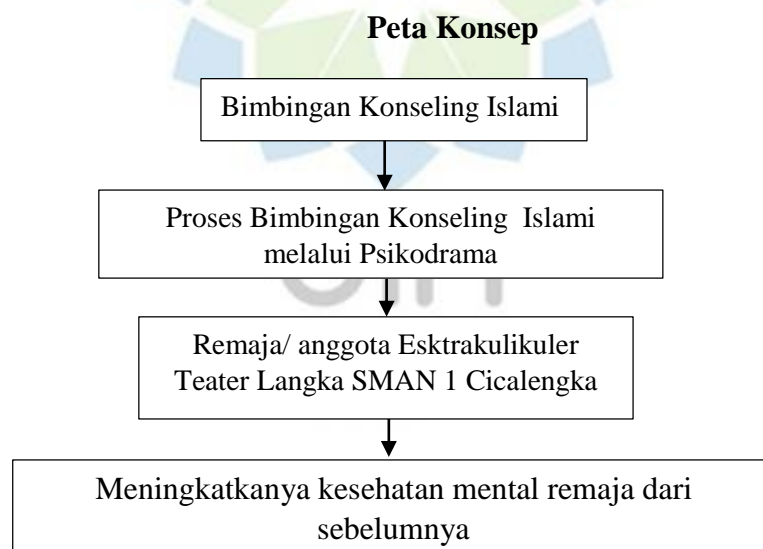 Peta Konsep
Bimbingan Konseling Islami
Proses Bimbingan Konseling Islami
melalui Psikodrama
uin
Remaja/ anggota Esktrakulikuler
Teater Langka SMAN 1 Cicalengka
Meningkatkanya kesehatan mental remaja dari
sebelumnya